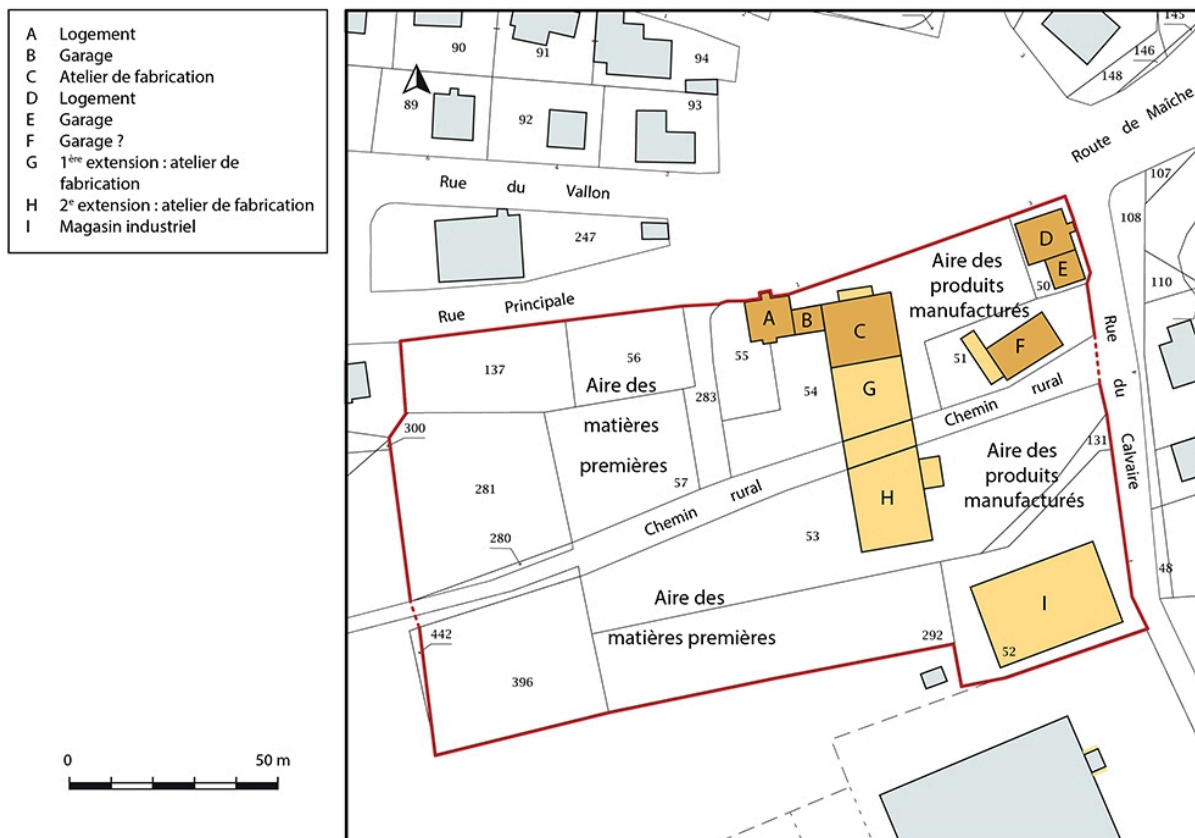 A Logement
B Garage
C Atelier de fabrication
D Logement
E Garage
F Garage ?
G 1ère extension : atelier de
fabrication
H 2e extension : atelier de fabrication
I Magasin industriel
0 50 m
90
91
94
145
146
148
89
92
93
Route de Maîche
Rue du Vallon
107
108
247
110
Rue Principale
D
E
50
Aire des
produits
manufacturés
A
B
C
F
51
55
54
56
137
283
G
Aire des
matières
premières
57
Rue du Calvaire
Chemin rural
300
281
280
Chemin rural
131
H
Aire des
produits
manufacturés
53
48
I
52
Aire des
matières premières
292
442
396